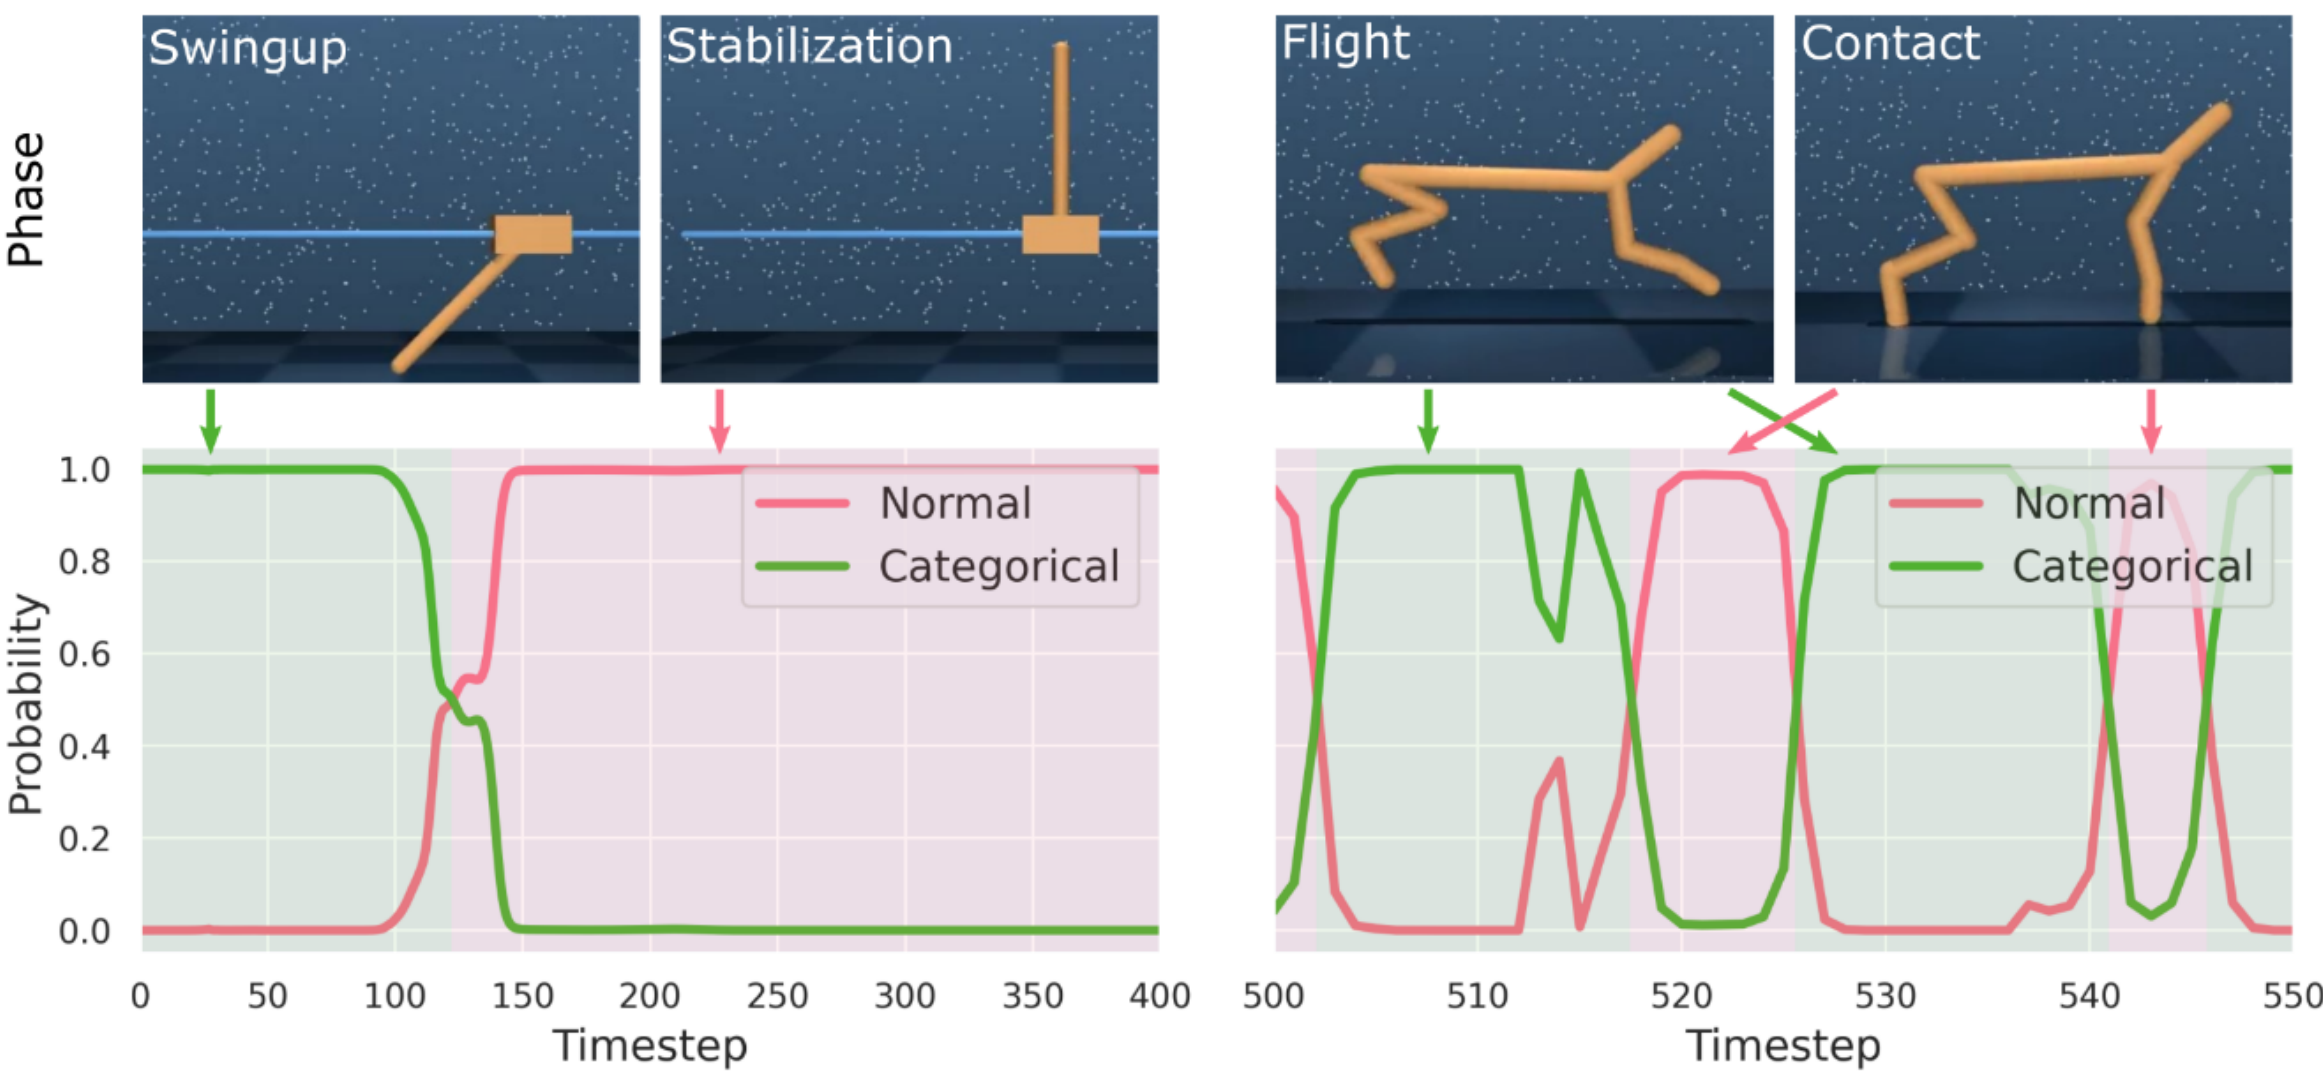 Phase
Swingup
Stabilization
Flight
Contact
Probability
1.0
0.8
0.6
0.4
0.2
0.0
Normal
Categorical
0 50 100 150 200 250 300 350 400
Timestep
Normal
Categorical
500 510 520 530 540 550
Timestep